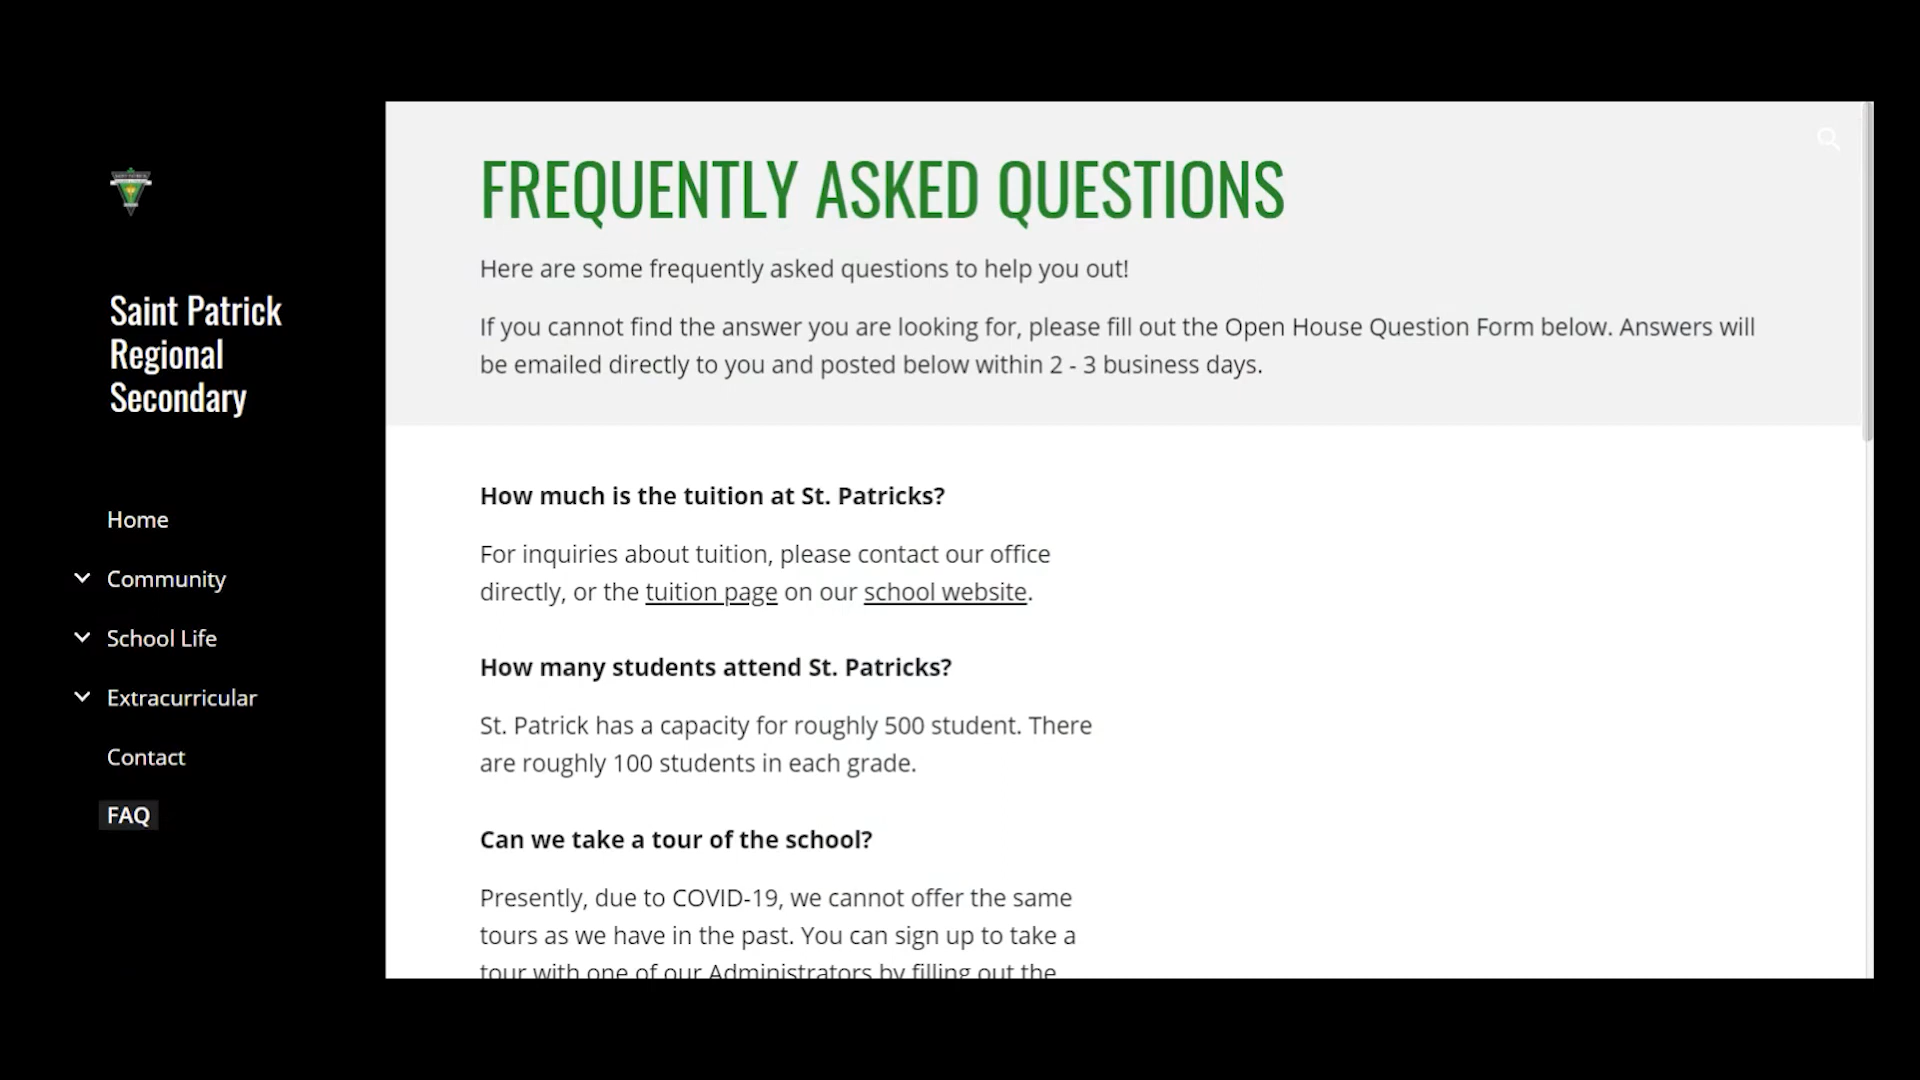 Saint Patrick
Regional
Secondary
Home
Community
School Life
Extracurricular
Contact
FAQ
FREQUENTLY ASKED QUESTIONS
Here are some frequently asked questions to help you out!
If you cannot find the answer you are looking for, please fill out the Open House Question Form below. Answers will
be emailed directly to you and posted below within 2 - 3 business days.
How much is the tuition at St. Patricks?
For inquiries about tuition, please contact our office
directly, or the tuition page on our school website.
How many students attend St. Patricks?
St. Patrick has a capacity for roughly 500 student. There
are roughly 100 students in each grade.
Can we take a tour of the school?
Presently, due to COVID-19, we cannot offer the same
tours as we have in the past. You can sign up to take a
tour with one of our Administrators by filling out the